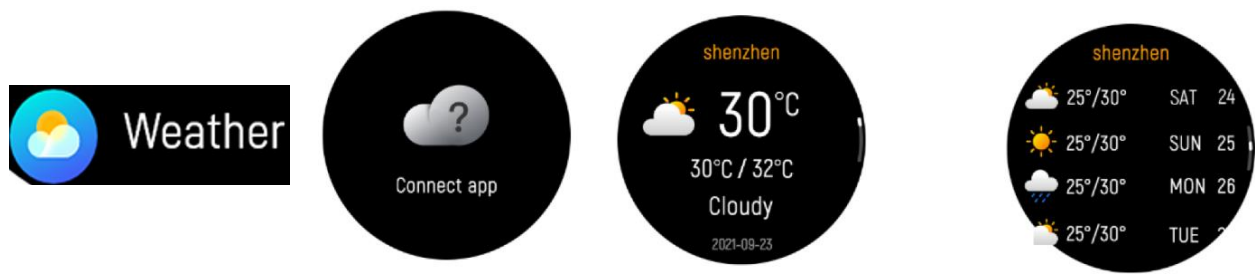 Weather
?
Connect app
shenzhen
30°C
30°C / 32°C
Cloudy
2021-09-23
shenzhen
25°/30° SAT 24
25°/30° SUN 25
25°/30° MON 26
25°/30° TUE